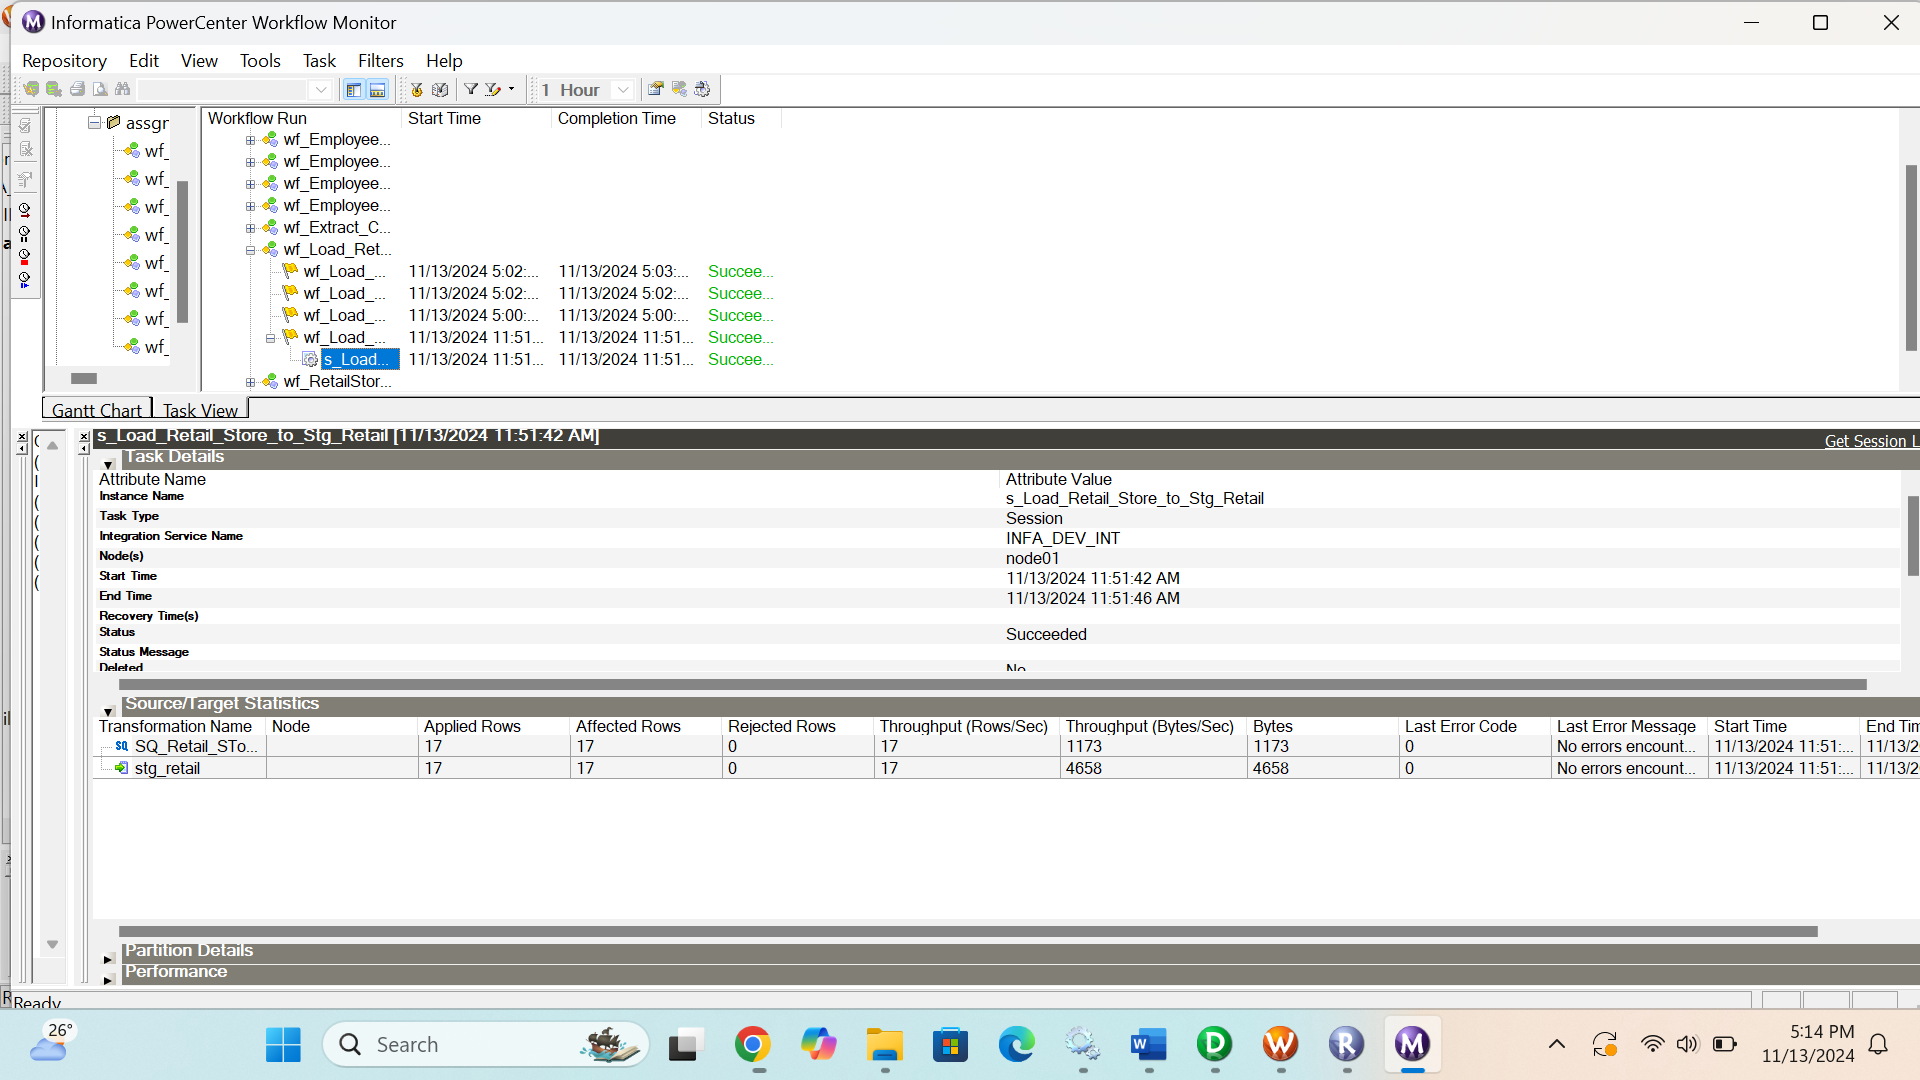 Informatica PowerCenter Workflow Monitor
Repository Edit View Tools Task Filters Help
1 Hour
assgr
wf_
wf_
wf_
wf_
wf_
wf_
wf_
wf_
Workflow Run Start Time Completion Time Status
wf_Employee...
wf_Employee...
wf_Employee...
wf_Employee...
wf_Extract_C...
wf_Load_Ret...
wf_Load_... 11/13/2024 5:02:... 11/13/2024 5:03:... Succee...
wf_Load_... 11/13/2024 5:02:... 11/13/2024 5:02:... Succee...
wf_Load_... 11/13/2024 5:00:... 11/13/2024 5:00:... Succee...
wf_Load_... 11/13/2024 11:51... 11/13/2024 11:51... Succee...
s_Load... 11/13/2024 11:51... 11/13/2024 11:51... Succee...
wf_RetailStor...
Gantt Chart Task View
s_Load_Retail_Store_to_Stg_Retail [11/13/2024 11:51:42 AM]
Get Session L
Task Details
Attribute Name Attribute Value
Instance Name s_Load_Retail_Store_to_Stg_Retail
Task Type Session
Integration Service Name INFA_DEV_INT
Node(s) node01
Start Time 11/13/2024 11:51:42 AM
End Time 11/13/2024 11:51:46 AM
Recovery Time(s)
Status Succeeded
Status Message
Deleted No
Source/Target Statistics
Transformation Name Node Applied Rows Affected Rows Rejected Rows Throughput (Rows/Sec) Throughput (Bytes/Sec) Bytes Last Error Code Last Error Message Start Time End Tim
SQ_Retail_STo... 17 17 0 17 1173 1173 0 No errors encount... 11/13/2024 11:51:... 11/13/2
stg_retail 17 17 0 17 4658 4658 0 No errors encount... 11/13/2024 11:51:... 11/13/2
Partition Details
Performance
Ready
26°
Search
5:14 PM
11/13/2024